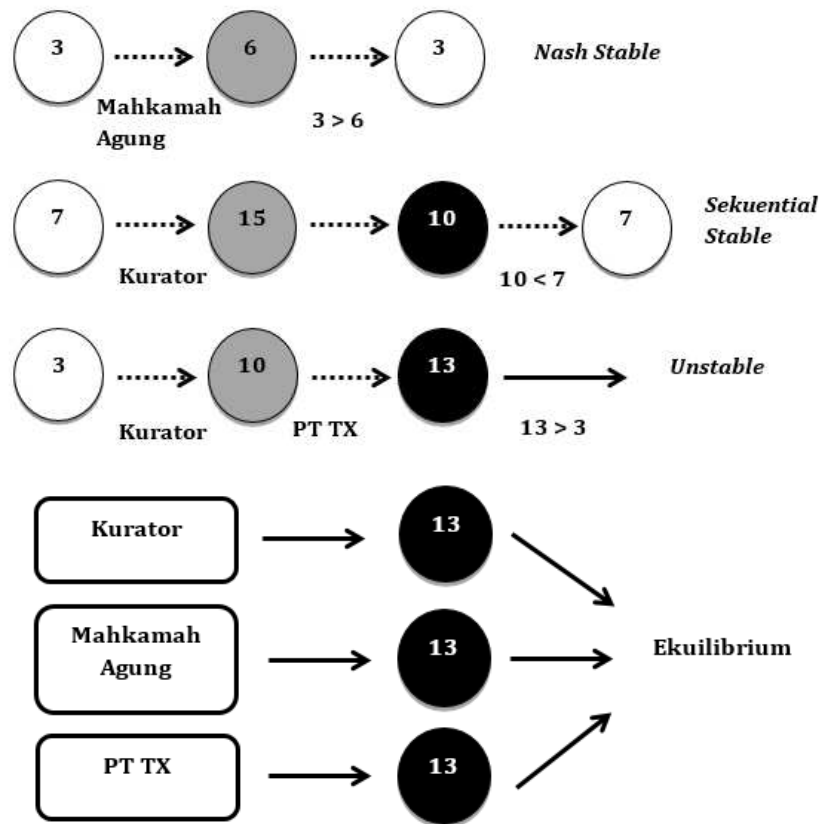 3
6
3
Nash Stable
Mahkamah
Agung
3 > 6
7
15
10
7
Sekuential
Stable
Kurator
10 < 7
3
10
13
Unstable
Kurator
PT TX
13 > 3
Kurator
13
Mahkamah
Agung
13
Ekuilibrium
PT TX
13